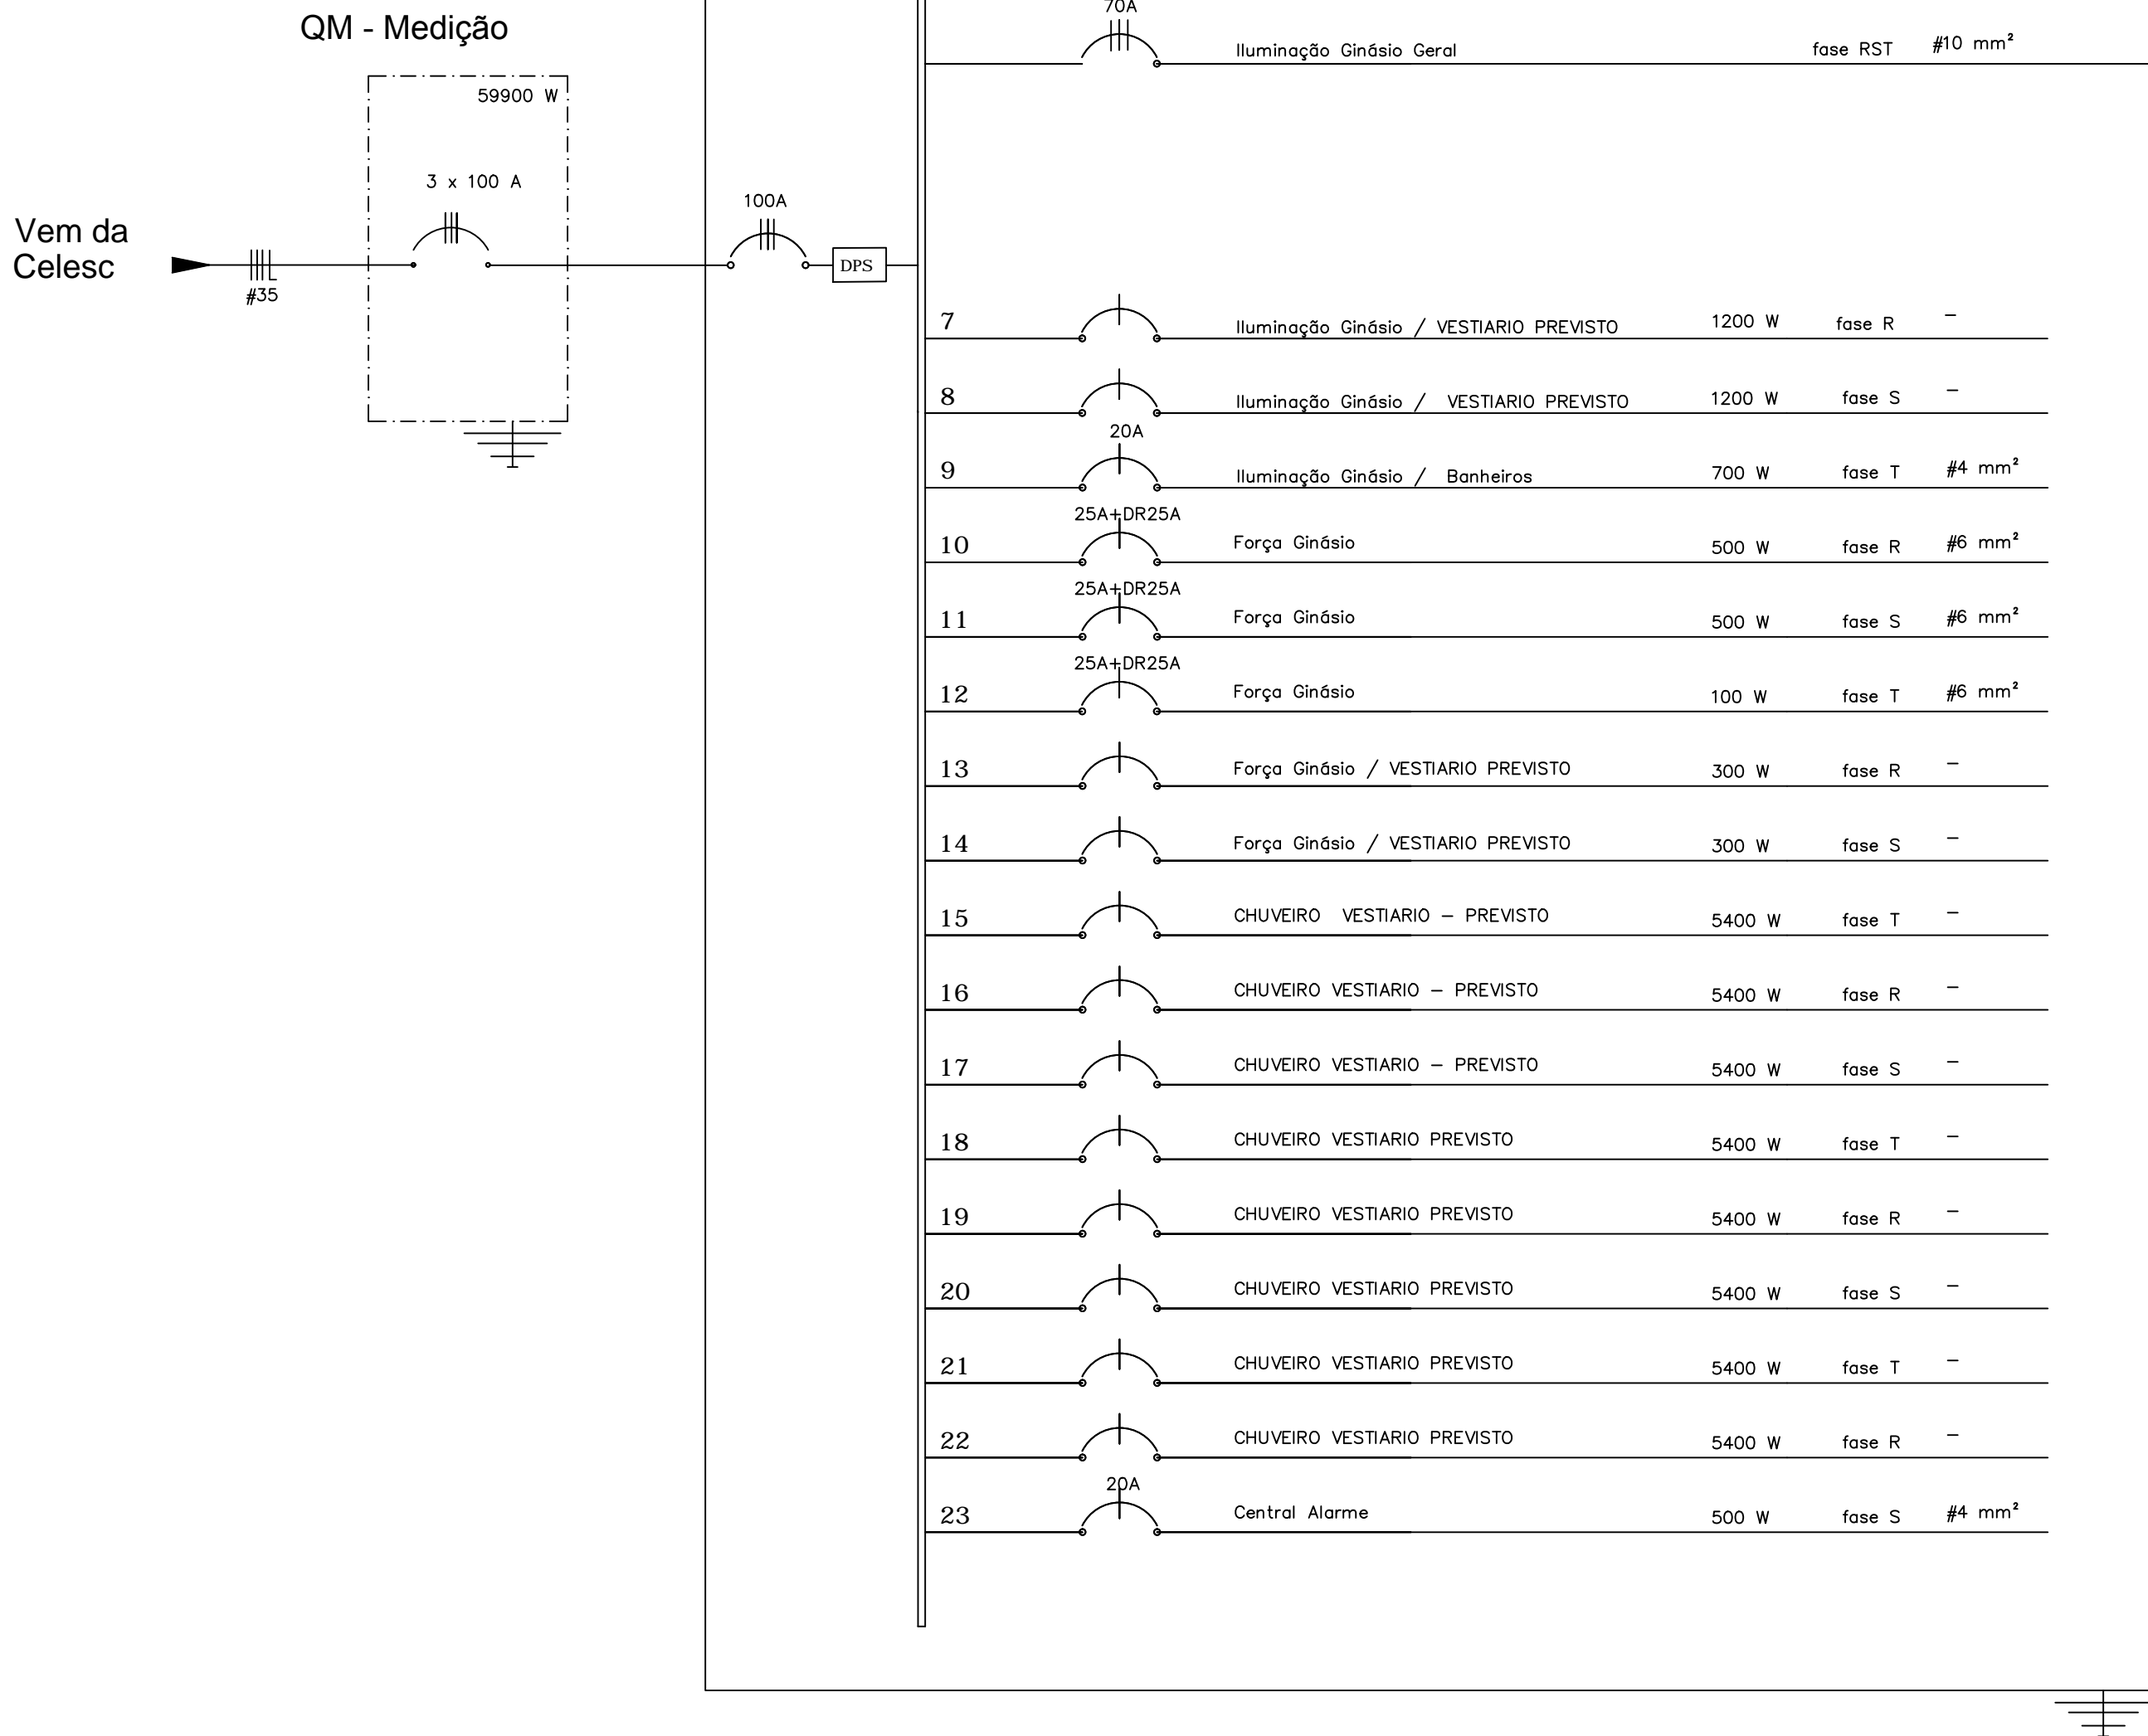 QM - Medição
59900 W
3 x 100 A
Vem da
Celesc
#35
100A
DPS
70A
Iluminação Ginásio Geral fase RST #10 mm²
7 Iluminação Ginásio / VESTIARIO PREVISTO 1200 W fase R –
8 Iluminação Ginásio / VESTIARIO PREVISTO 1200 W fase S –
20A
9 Iluminação Ginásio / Banheiros 700 W fase T #4 mm²
25A+DR25A
10 Força Ginásio 500 W fase R #6 mm²
25A+DR25A
11 Força Ginásio 500 W fase S #6 mm²
25A+DR25A
12 Força Ginásio 100 W fase T #6 mm²
13 Força Ginásio / VESTIARIO PREVISTO 300 W fase R –
14 Força Ginásio / VESTIARIO PREVISTO 300 W fase S –
15 CHUVEIRO VESTIARIO – PREVISTO 5400 W fase T –
16 CHUVEIRO VESTIARIO – PREVISTO 5400 W fase R –
17 CHUVEIRO VESTIARIO – PREVISTO 5400 W fase S –
18 CHUVEIRO VESTIARIO PREVISTO 5400 W fase T –
19 CHUVEIRO VESTIARIO PREVISTO 5400 W fase R –
20 CHUVEIRO VESTIARIO PREVISTO 5400 W fase S –
21 CHUVEIRO VESTIARIO PREVISTO 5400 W fase T –
22 CHUVEIRO VESTIARIO PREVISTO 5400 W fase R –
20A
23 Central Alarme 500 W fase S #4 mm²